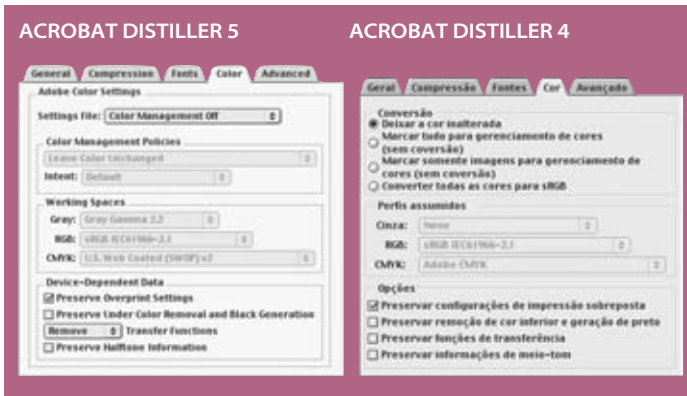 ACROBAT DISTILLER 5
General Compression Fonts Color Advanced
Adobe Color Settings
Settings File: Color Management Off
Color Management Policies
Leave Color Unchanged
Intent: Default
Working Spaces
Gray: Gray Gamma 2.2
RGB: sRGB IEC61966-2.1
CMYK: U.S. Web Coated (SWOP) v2
Device-Dependent Data
Preserve Overprint Settings
Preserve Under Color Removal and Black Generation
Remove Transfer Functions
Preserve Halftone Information
ACROBAT DISTILLER 4
Geral Compressão Fontes Cor Avançado
Conversão
Deixar a cor inalterada
Marcar tudo para gerenciamento de cores
(sem coversão)
Marcar somente imagens para gerenciamento de
cores (sem coversão)
Converter todas as cores para sRGB
Perfis assumidos
Cinza: None
RGB: sRGB IEC61966-2.1
CMYK: Adobe CMYK
Opções
Preservar configurações de impressão sobreposta
Preservar remoção de cor inferior e geração de preto
Preservar funções de transferência
Preservar informações de meio-tom